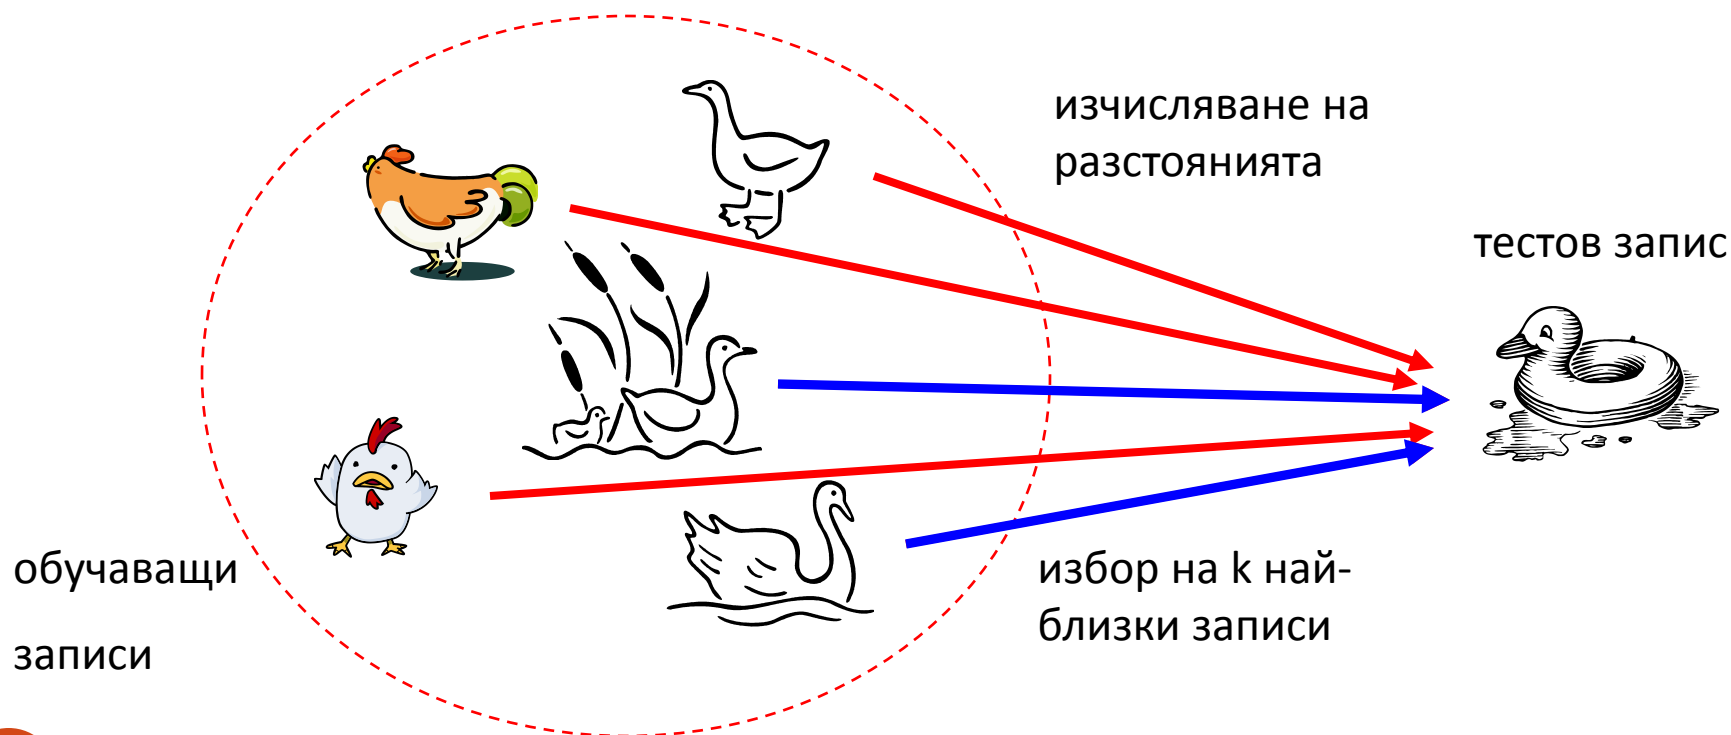 изчисляване на
разстоянията
тестов запис
обучаващи
записи
избор на k най-
близки записи